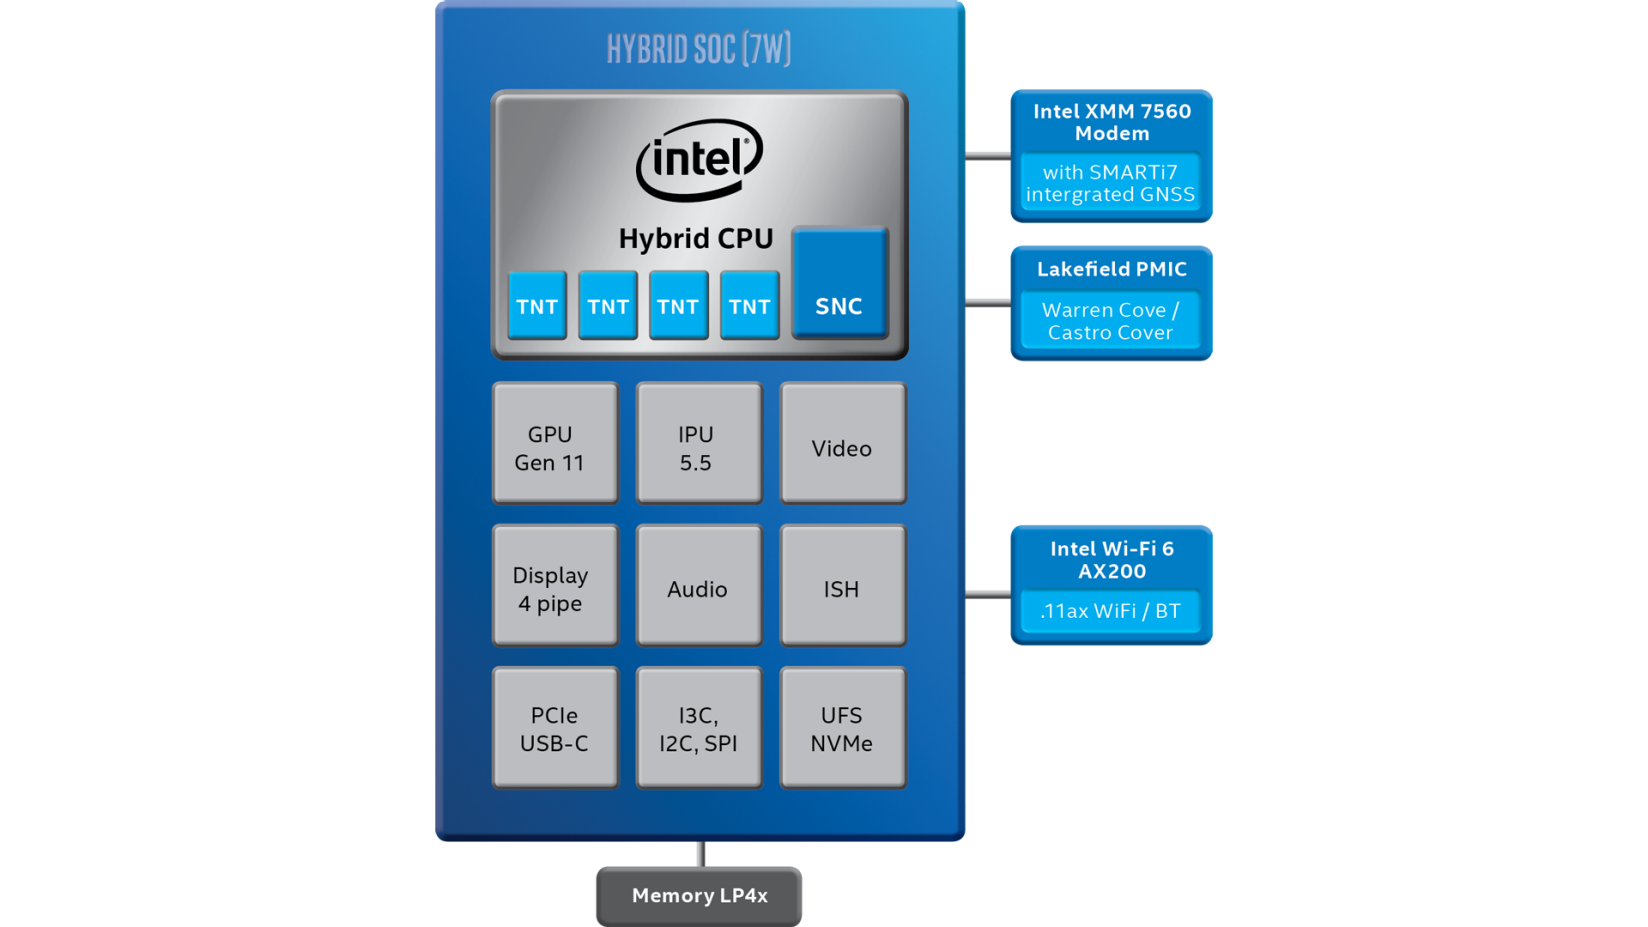 HYBRID SOC (7W)
intel®
Hybrid CPU
TNT
TNT
TNT
TNT
SNC
GPU
Gen 11
IPU
5.5
Video
Display
4 pipe
Audio
ISH
PCIe
USB-C
I3C,
I2C, SPI
UFS
NVMe
Intel XMM 7560
Modem
with SMARTi7
intergrated GNSS
Lakefield PMIC
Warren Cove /
Castro Cover
Intel Wi-Fi 6
AX200
.11ax WiFi / BT
Memory LP4x